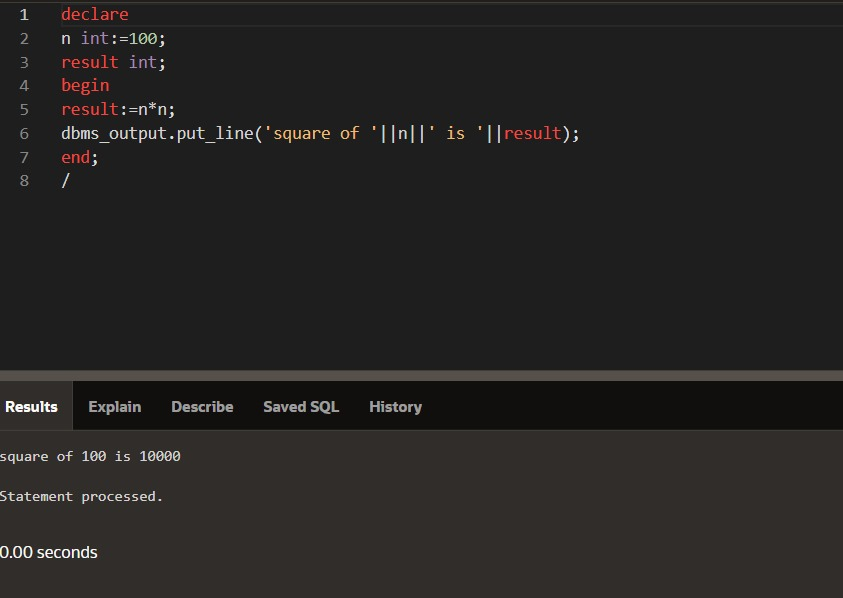 1 declare
2 n int:=100;
3 result int;
4 begin
5 result:=n*n;
6 dbms_output.put_line('square of '||n||' is '||result);
7 end;
8 /
Results Explain Describe Saved SQL History
square of 100 is 10000
Statement processed.
0.00 seconds